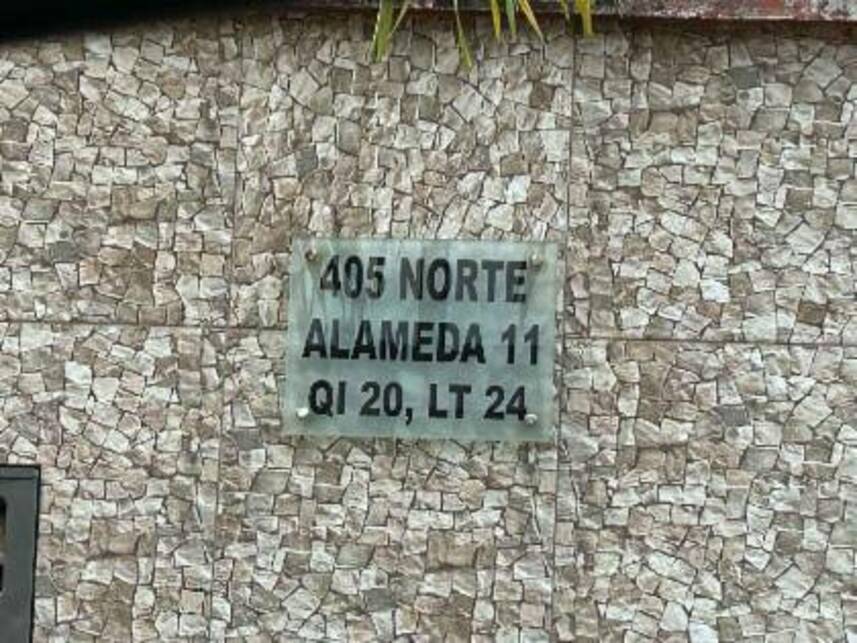 405 NORTE
ALAMEDA 11
QI 20, LT 24